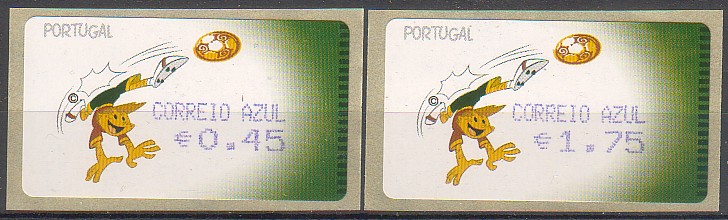 PORTUGAL
©
CORREIO AZUL
€0.45
PORTUGAL
©
CORREIO AZUL
€1.75